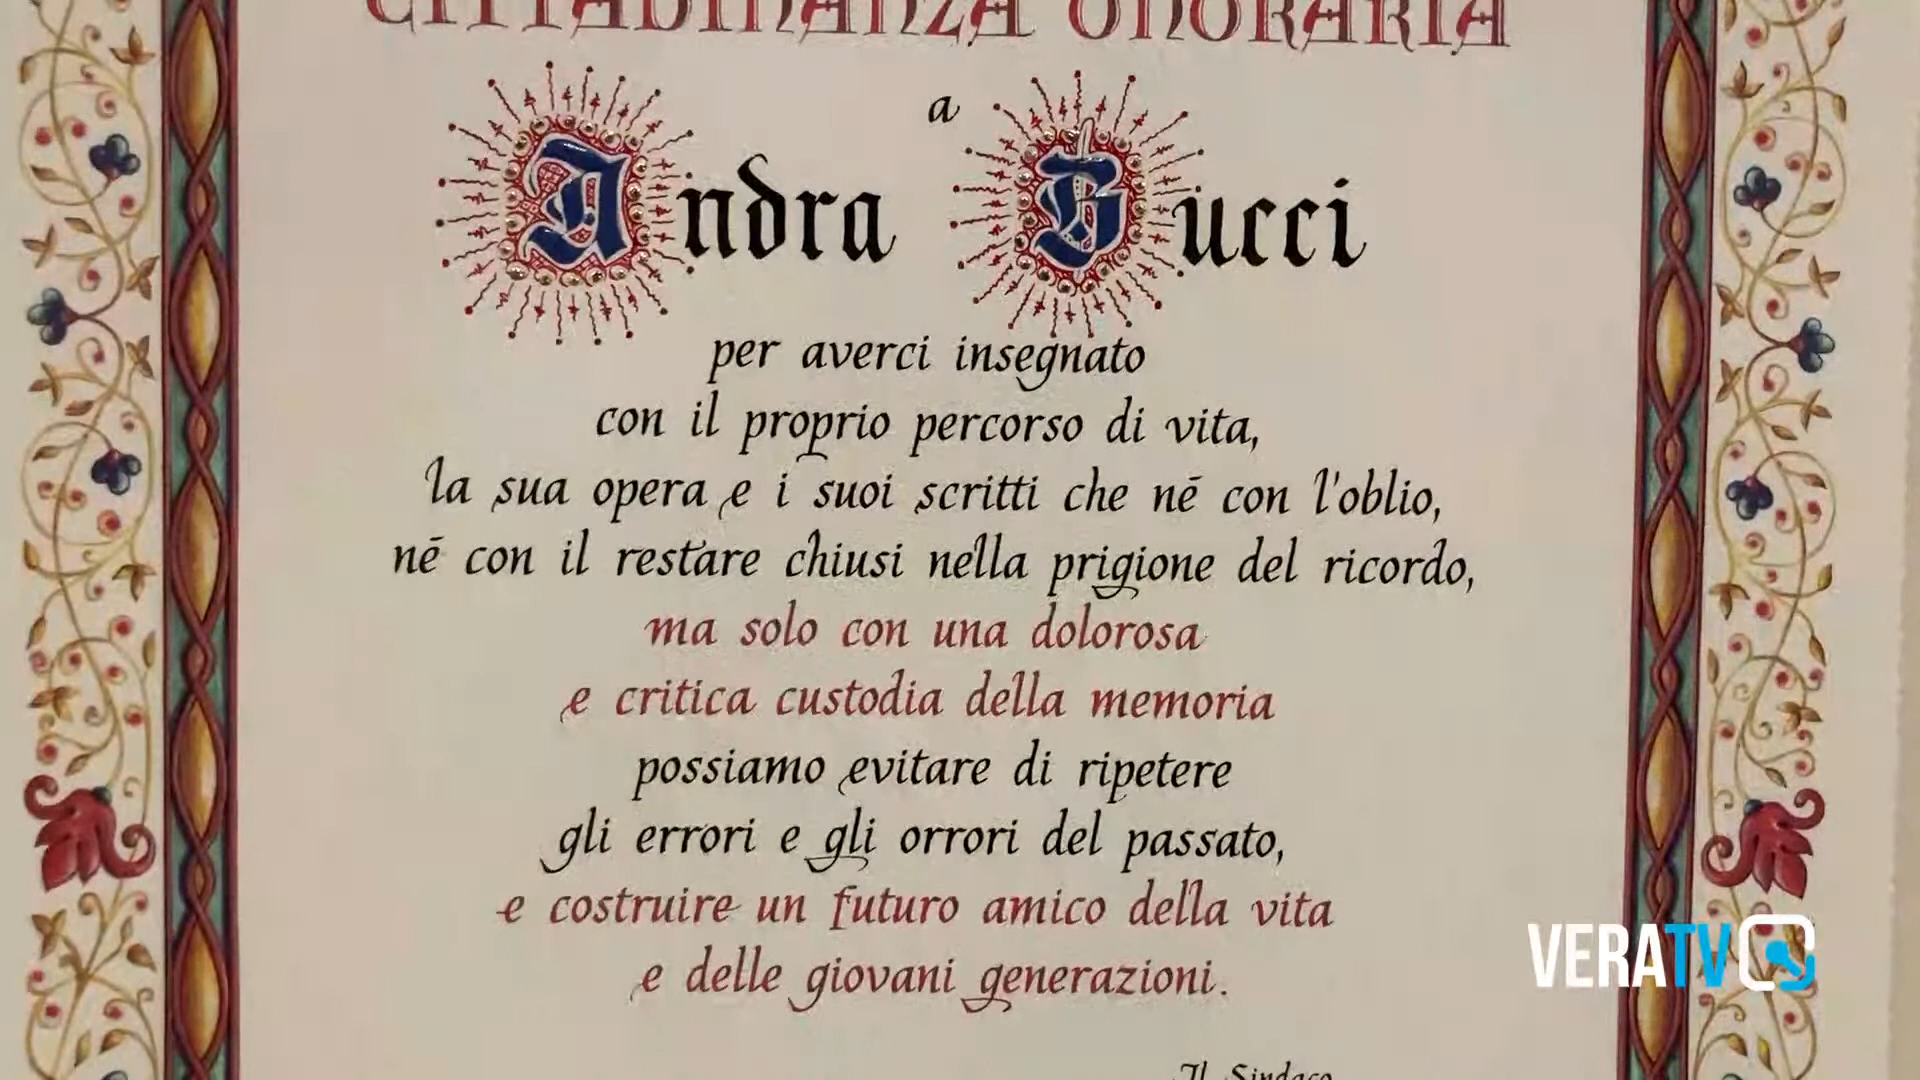 CITTADINANZA ONORARIA
a
Andra Bucci
per averci insegnato
con il proprio percorso di vita,
la sua opera e i suoi scritti che né con l'oblio,
né con il restare chiusi nella prigione del ricordo,
ma solo con una dolorosa
e critica custodia della memoria
possiamo evitare di ripetere
gli errori e gli orrori del passato,
e costruire un futuro amico della vita
e delle giovani generazioni.
VERATV
Il Sindaco